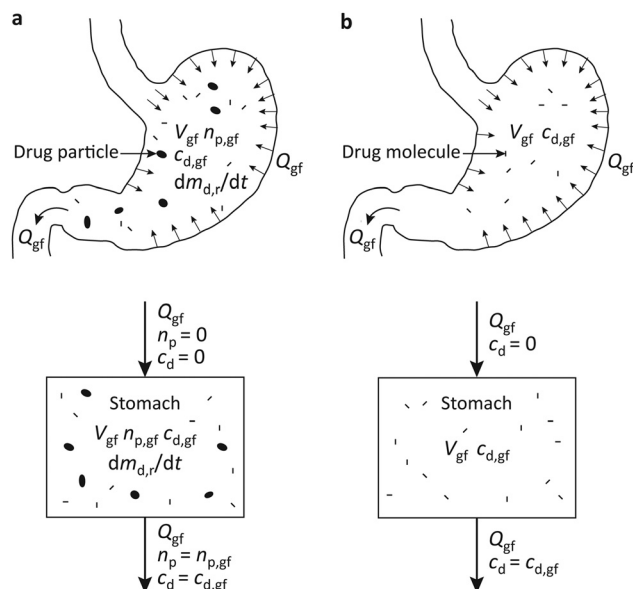 a
V_gf n_p,gf
Drug particle
c_d,gf
dm_d,r/dt
Q_gf
Q_gf
Q_gf
n_p = 0
c_d = 0
Stomach
V_gf n_p,gf c_d,gf
dm_d,r/dt
Q_gf
n_p = n_p,gf
c_d = c_d,gf
b
V_gf c_d,gf
Drug molecule
Q_gf
Q_gf
Q_gf
c_d = 0
Stomach
V_gf c_d,gf
Q_gf
c_d = c_d,gf